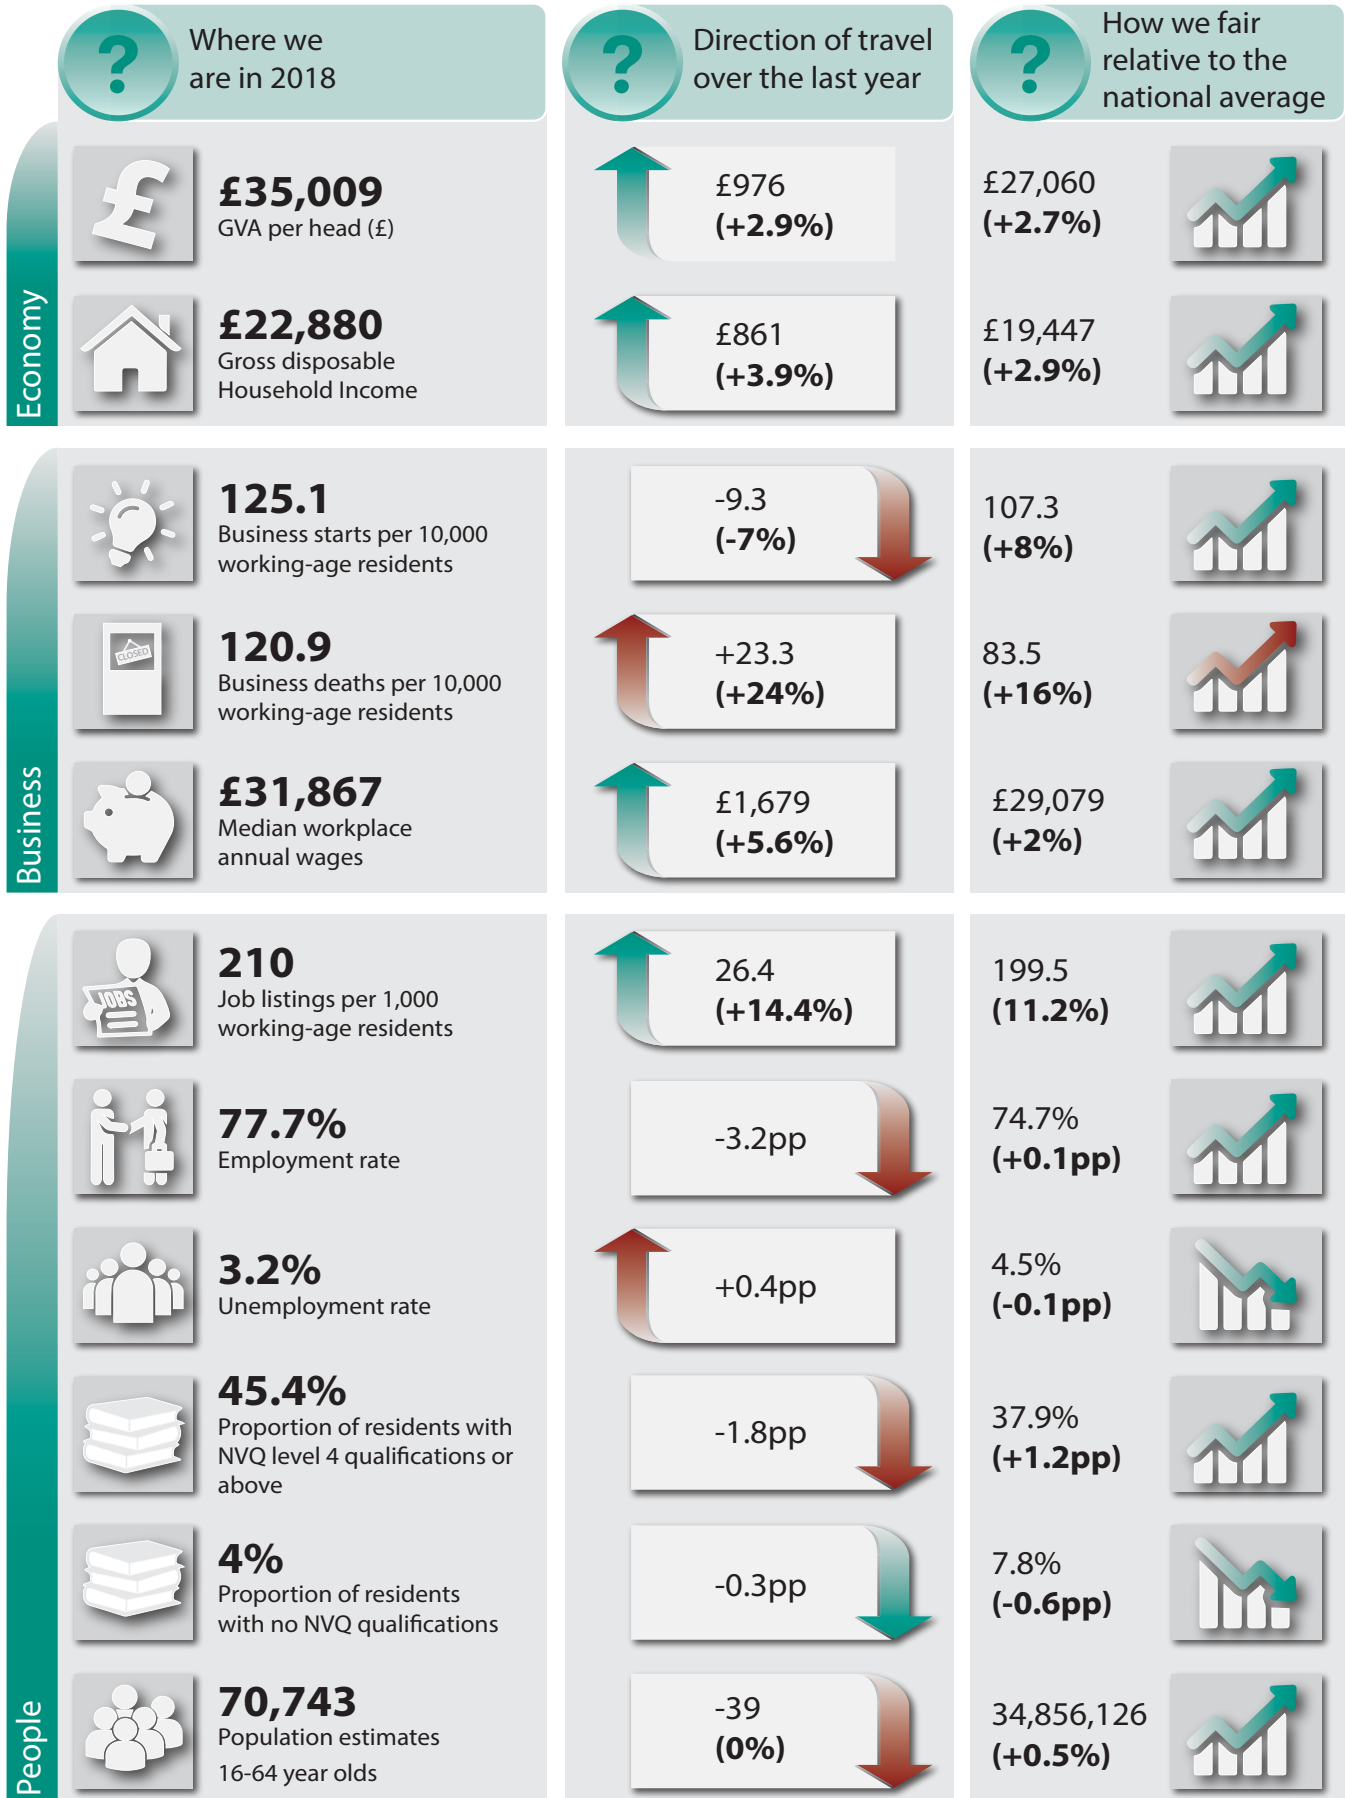 ?
Where we
are in 2018
?
Direction of travel
over the last year
?
How we fair
relative to the
national average
Economy
£
£35,009
GVA per head (£)
£976
(+2.9%)
£27,060
(+2.7%)
£22,880
Gross disposable
Household Income
£861
(+3.9%)
£19,447
(+2.9%)
Business
125.1
Business starts per 10,000
working-age residents
-9.3
(-7%)
107.3
(+8%)
CLOSED
120.9
Business deaths per 10,000
working-age residents
+23.3
(+24%)
83.5
(+16%)
£31,867
Median workplace
annual wages
£1,679
(+5.6%)
£29,079
(+2%)
People
JOBS
210
Job listings per 1,000
working-age residents
26.4
(+14.4%)
199.5
(11.2%)
77.7%
Employment rate
-3.2pp
74.7%
(+0.1pp)
3.2%
Unemployment rate
+0.4pp
4.5%
(-0.1pp)
45.4%
Proportion of residents with
NVQ level 4 qualifications or
above
-1.8pp
37.9%
(+1.2pp)
4%
Proportion of residents
with no NVQ qualifications
-0.3pp
7.8%
(-0.6pp)
70,743
Population estimates
16-64 year olds
-39
(0%)
34,856,126
(+0.5%)